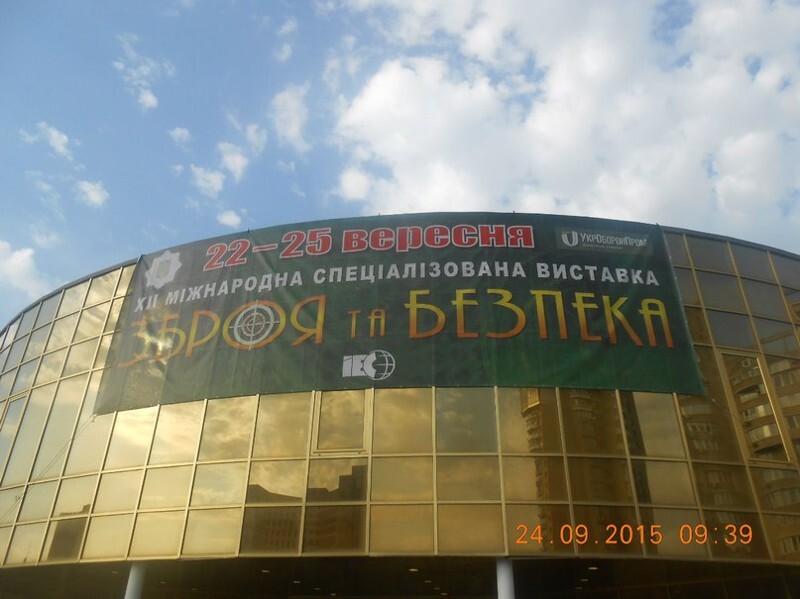 22–25 вересня
УкрОборонПром
XII МІЖНАРОДНА СПЕЦІАЛІЗОВАНА ВИСТАВКА
ЗБРОЯ ТА БЕЗПЕКА
IEC
24.09.2015 09:39